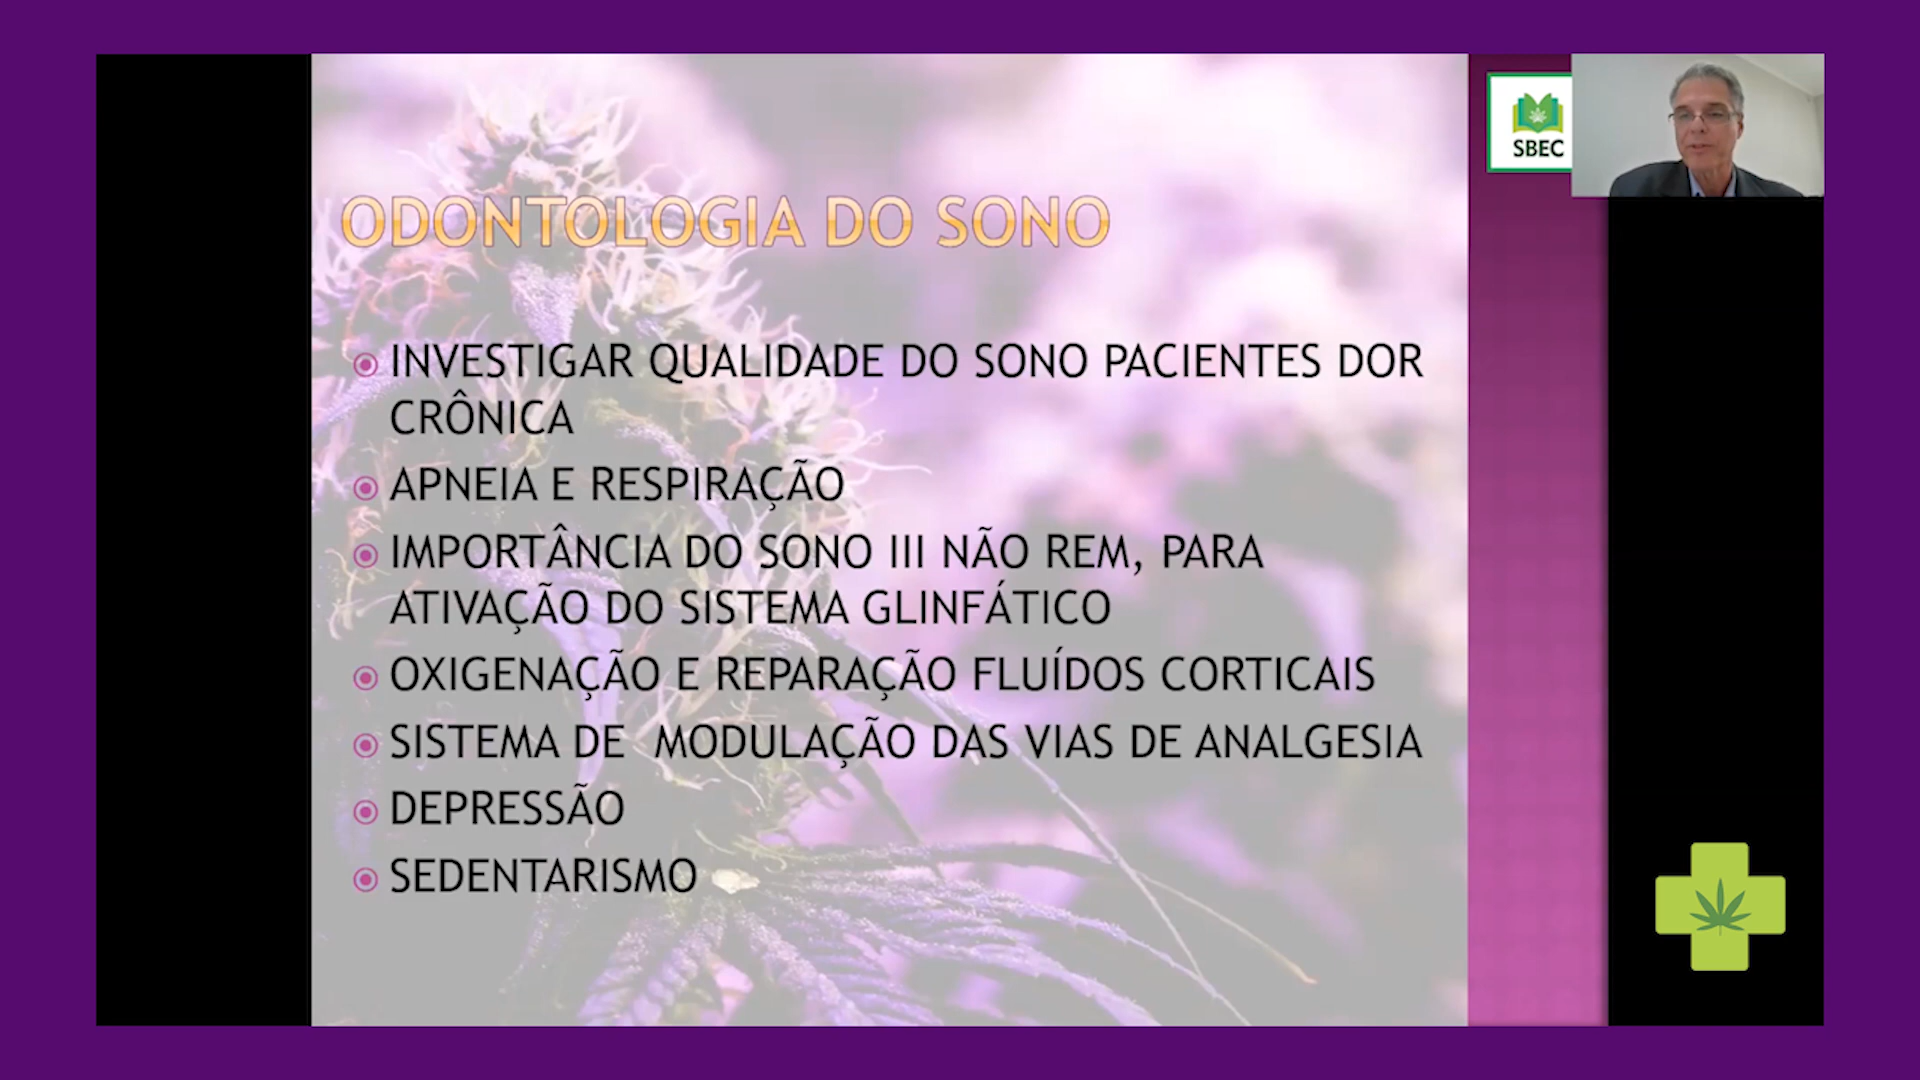 SBEC
ODONTOLOGIA DO SONO
INVESTIGAR QUALIDADE DO SONO PACIENTES DOR
CRÔNICA
APNEIA E RESPIRAÇÃO
IMPORTÂNCIA DO SONO III NÃO REM, PARA
ATIVAÇÃO DO SISTEMA GLINFÁTICO
OXIGENAÇÃO E REPARAÇÃO FLUÍDOS CORTICAIS
SISTEMA DE MODULAÇÃO DAS VIAS DE ANALGESIA
DEPRESSÃO
SEDENTARISMO